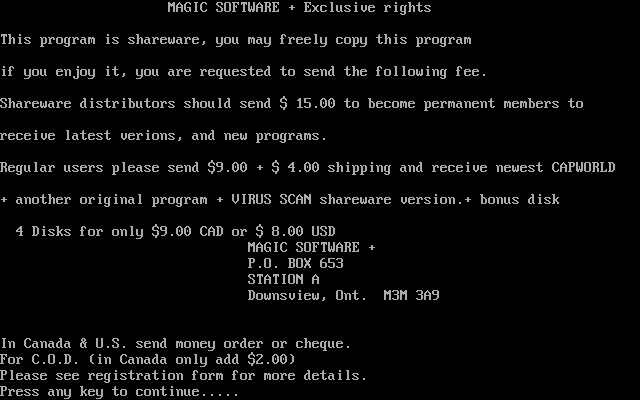 MAGIC SOFTWARE + Exclusive rights
This program is shareware, you may freely copy this program
if you enjoy it, you are requested to send the following fee.
Shareware distributors should send $ 15.00 to become permanent members to
receive latest verions, and new programs.
Regular users please send $9.00 + $ 4.00 shipping and receive newest CAPWORLD
+ another original program + VIRUS SCAN shareware version.+ bonus disk
4 Disks for only $9.00 CAD or $ 8.00 USD
MAGIC SOFTWARE +
P.O. BOX 653
STATION A
Downsview, Ont.  M3M 3A9
In Canada & U.S. send money order or cheque.
For C.O.D. (in Canada only add $2.00)
Please see registration form for more details.
Press any key to continue.....